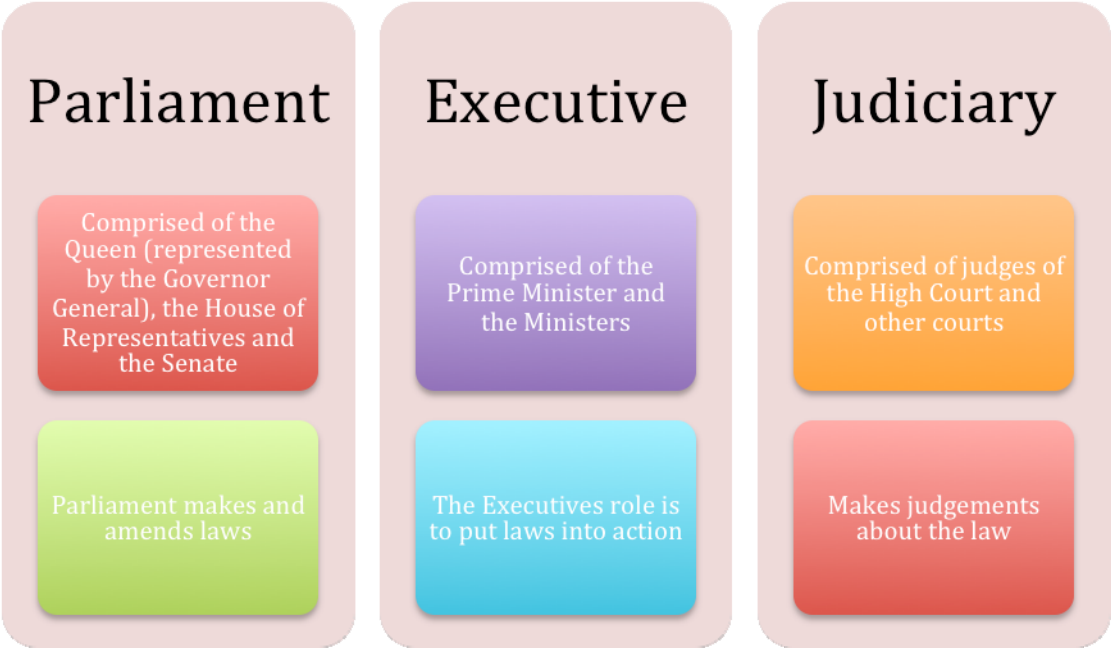 Parliament
Comprised of the
Queen (represented
by the Governor
General), the House of
Representatives and
the Senate
Parliament makes and
amends laws
Executive
Comprised of the
Prime Minister and
the Ministers
The Executives role is
to put laws into action
Judiciary
Comprised of judges of
the High Court and
other courts
Makes judgements
about the law